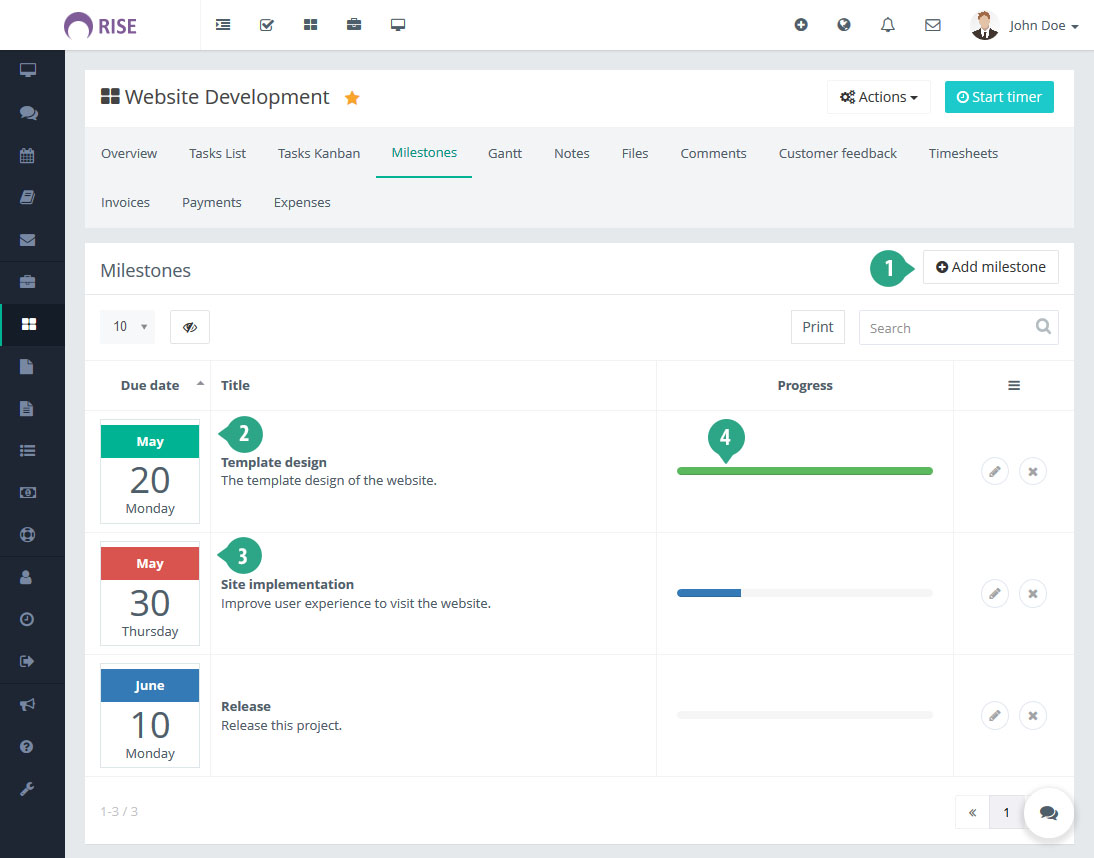 RISE
John Doe
Website Development
Actions
Start timer
Overview
Tasks List
Tasks Kanban
Milestones
Gantt
Notes
Files
Comments
Customer feedback
Timesheets
Invoices
Payments
Expenses
Milestones
1
Add milestone
10
Print
Search
Due date
Title
Progress
May
20
Monday
2
Template design
The template design of the website.
4
May
30
Thursday
3
Site implementation
Improve user experience to visit the website.
June
10
Monday
Release
Release this project.
1-3 / 3
«
1